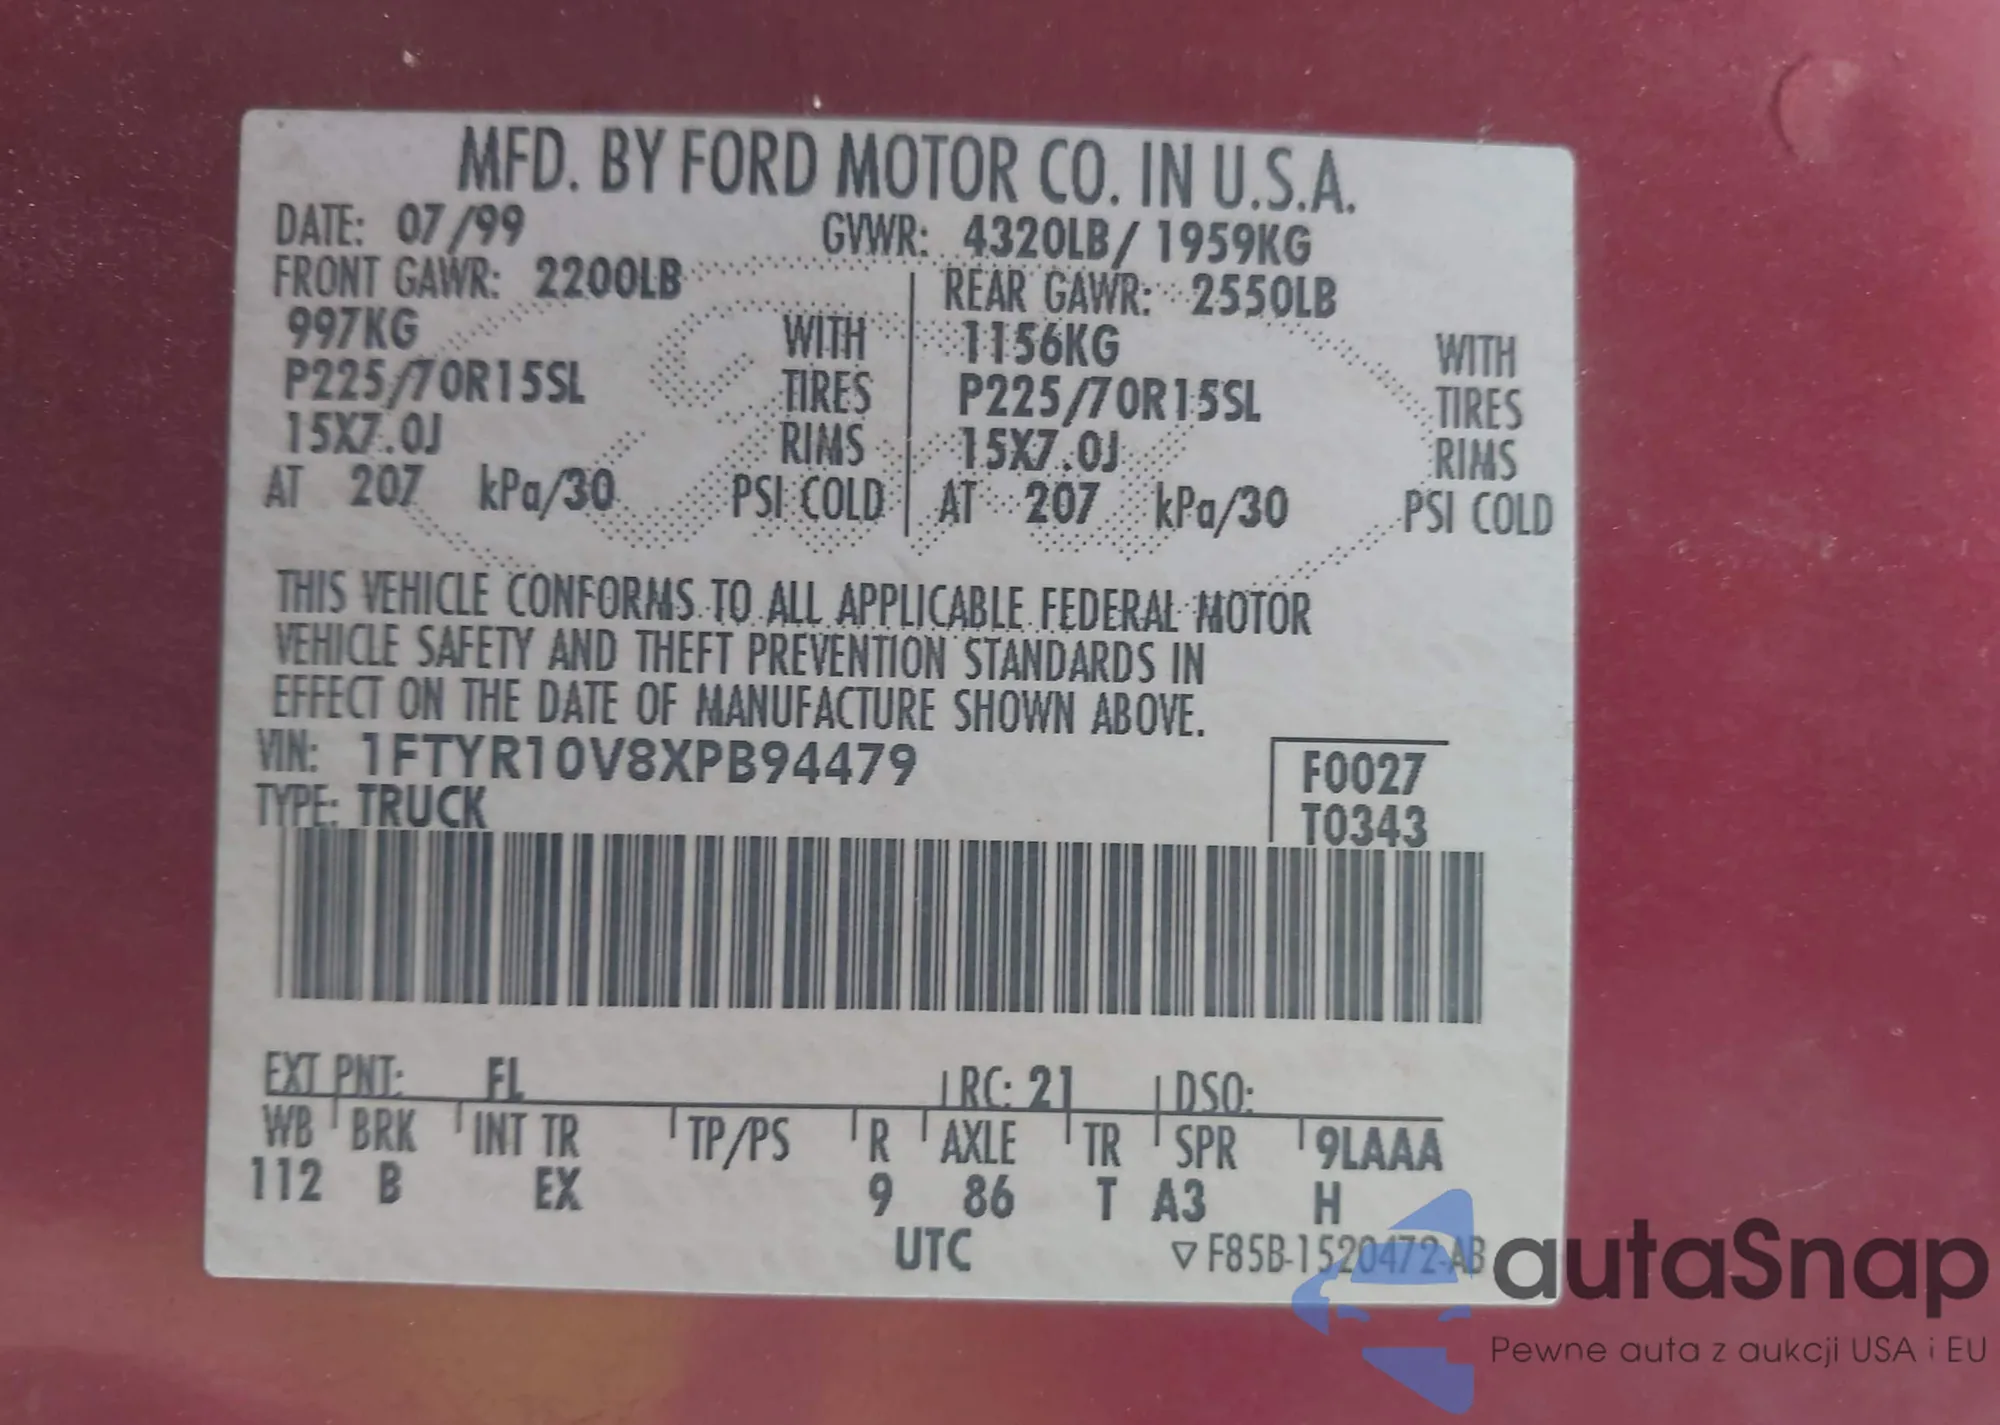 MFD. BY FORD MOTOR CO. IN U.S.A.
DATE: 07/99 GVWR: 4320LB/ 1959KG
FRONT GAWR: 2200LB REAR GAWR: 2550LB
997KG WITH 1156KG WITH
P225/70R15SL TIRES P225/70R15SL TIRES
15X7.0J RIMS 15X7.0J RIMS
AT 207 kPa/30 PSI COLD AT 207 kPa/30 PSI COLD
THIS VEHICLE CONFORMS TO ALL APPLICABLE FEDERAL MOTOR
VEHICLE SAFETY AND THEFT PREVENTION STANDARDS IN
EFFECT ON THE DATE OF MANUFACTURE SHOWN ABOVE.
VIN: 1FTYR10V8XPB94479 F0027
TYPE: TRUCK T0343
EXT PNT: FL RC: 21 DSO:
WB BRK INT TR TP/PS R AXLE TR SPR 9LAAA
112 B EX 9 86 T A3 H
UTC ▽F85B-1520472-AB
autaSnap
Pewne auta z aukcji USA i EU